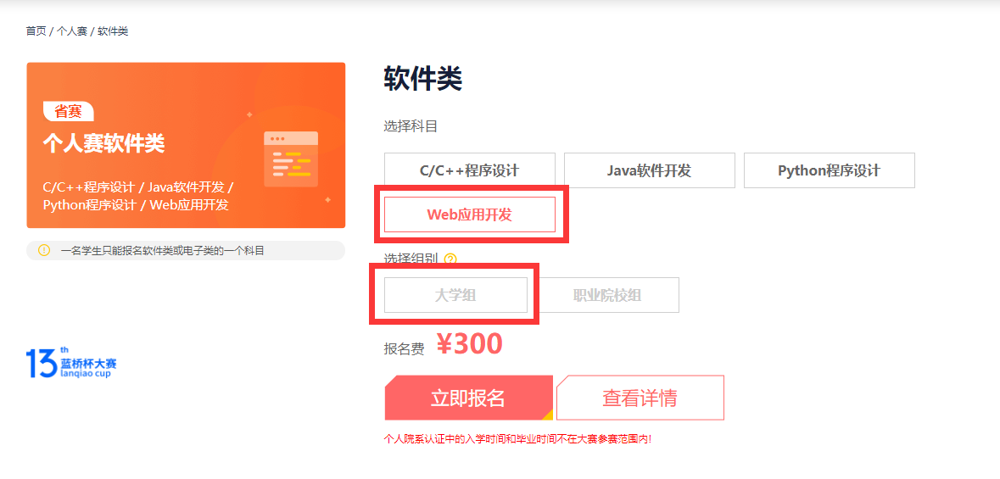 首页 / 个人赛 / 软件类
省赛
个人赛软件类
C/C++程序设计 / Java软件开发 /
Python程序设计 / Web应用开发
一名学生只能报名软件类或电子类的一个科目
13th
蓝桥杯大赛
lanqiao cup
软件类
选择科目
C/C++程序设计 Java软件开发 Python程序设计
Web应用开发
选择组别 ?
大学组 职业院校组
报名费 ¥300
立即报名 查看详情
个人院系认证中的入学时间和毕业时间不在大赛参赛范围内!